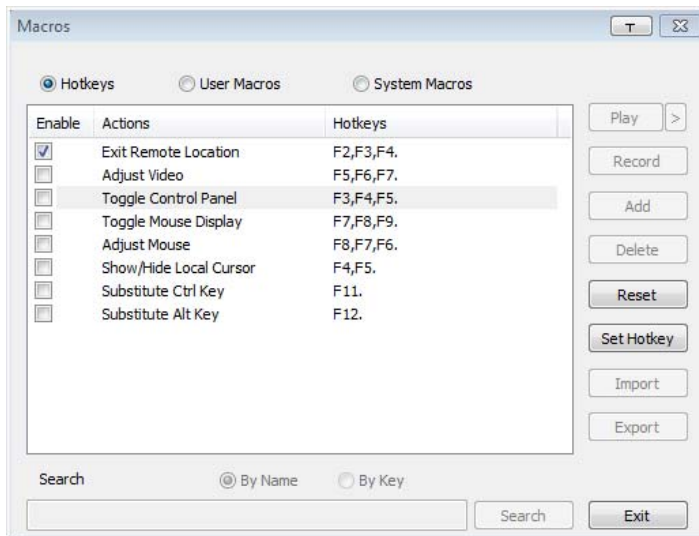 Macros
Hotkeys User Macros System Macros
Enable Actions Hotkeys
Exit Remote Location F2,F3,F4.
Adjust Video F5,F6,F7.
Toggle Control Panel F3,F4,F5.
Toggle Mouse Display F7,F8,F9.
Adjust Mouse F8,F7,F6.
Show/Hide Local Cursor F4,F5.
Substitute Ctrl Key F11.
Substitute Alt Key F12.
Play >
Record
Add
Delete
Reset
Set Hotkey
Import
Export
Search By Name By Key
Search Exit